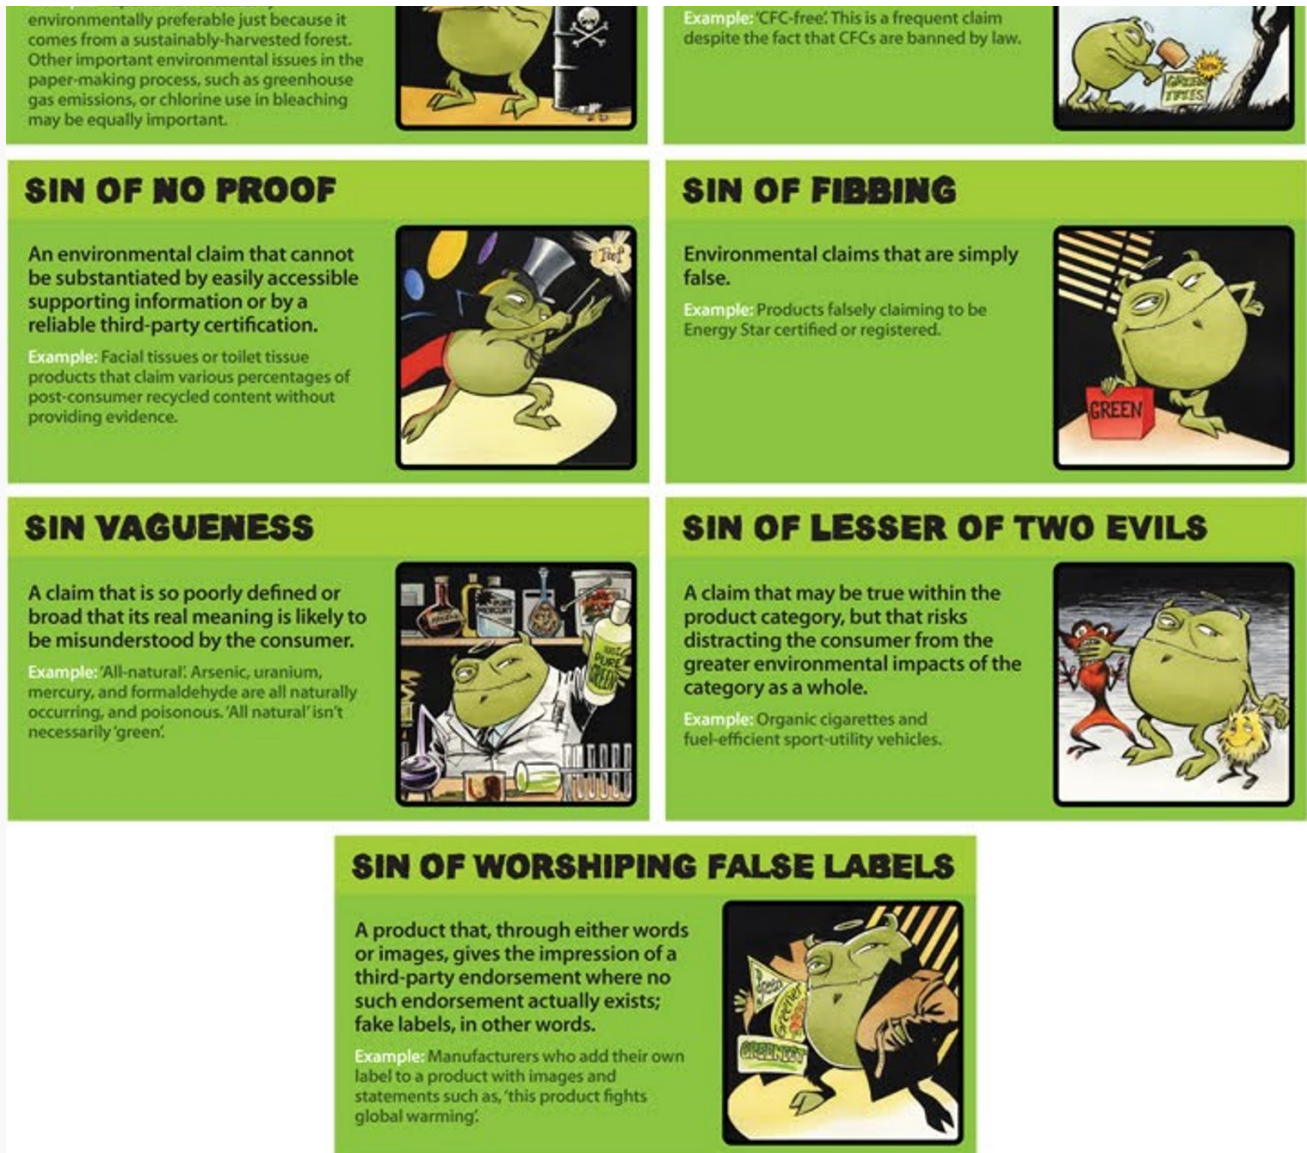 environmentally preferable just because it
comes from a sustainably-harvested forest.
Other important environmental issues in the
paper-making process, such as greenhouse
gas emissions, or chlorine use in bleaching
may be equally important.
Example: 'CFC-free'. This is a frequent claim
despite the fact that CFCs are banned by law.
NEW
GREEN
TREES
SIN OF NO PROOF
An environmental claim that cannot
be substantiated by easily accessible
supporting information or by a
reliable third-party certification.
Example: Facial tissues or toilet tissue
products that claim various percentages of
post-consumer recycled content without
providing evidence.
Poof
SIN OF FIBBING
Environmental claims that are simply
false.
Example: Products falsely claiming to be
Energy Star certified or registered.
GREEN
SIN VAGUENESS
A claim that is so poorly defined or
broad that its real meaning is likely to
be misunderstood by the consumer.
Example: 'All-natural'. Arsenic, uranium,
mercury, and formaldehyde are all naturally
occurring, and poisonous. 'All natural' isn't
necessarily 'green'.
PURE
MERCURY
PURE
GREEN
SIN OF LESSER OF TWO EVILS
A claim that may be true within the
product category, but that risks
distracting the consumer from the
greater environmental impacts of the
category as a whole.
Example: Organic cigarettes and
fuel-efficient sport-utility vehicles.
SIN OF WORSHIPING FALSE LABELS
A product that, through either words
or images, gives the impression of a
third-party endorsement where no
such endorsement actually exists;
fake labels, in other words.
Example: Manufacturers who add their own
label to a product with images and
statements such as, 'this product fights
global warming'.
Green
Greener
GREENEST